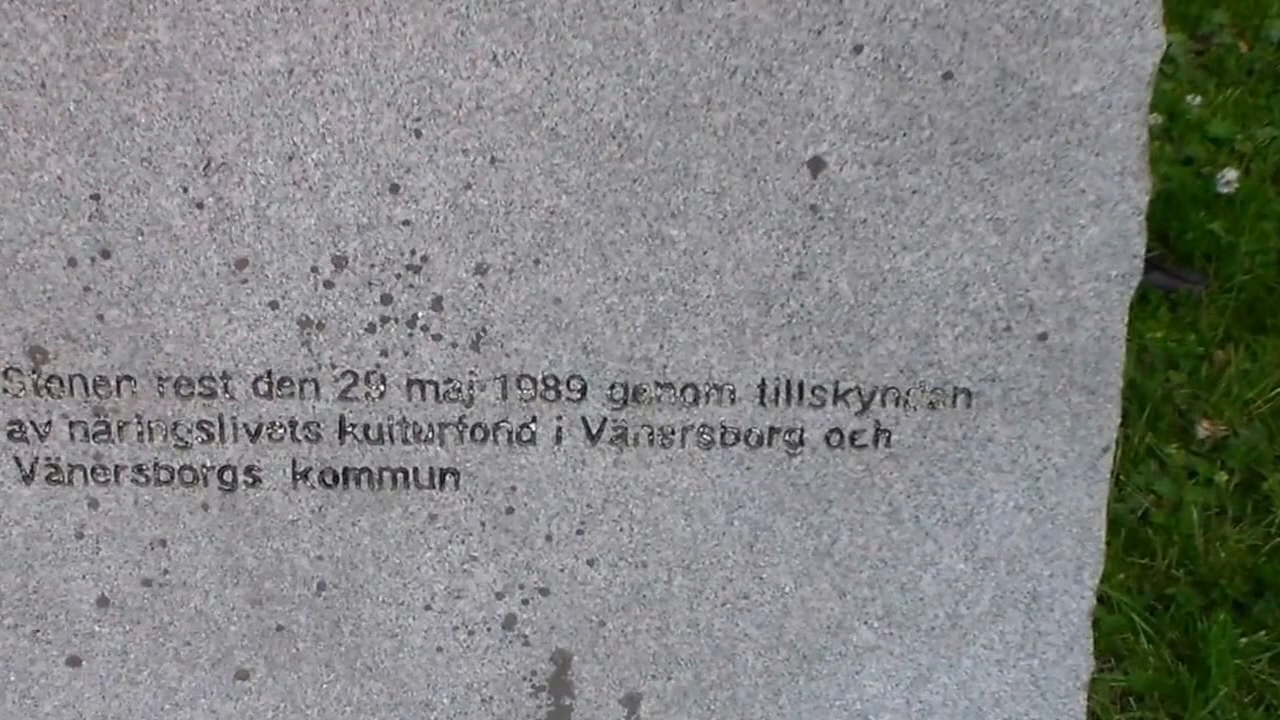 Stenen rest den 29 maj 1989 genom tillskyndan
av näringslivets kulturfond i Vänersborg och
Vänersborgs kommun